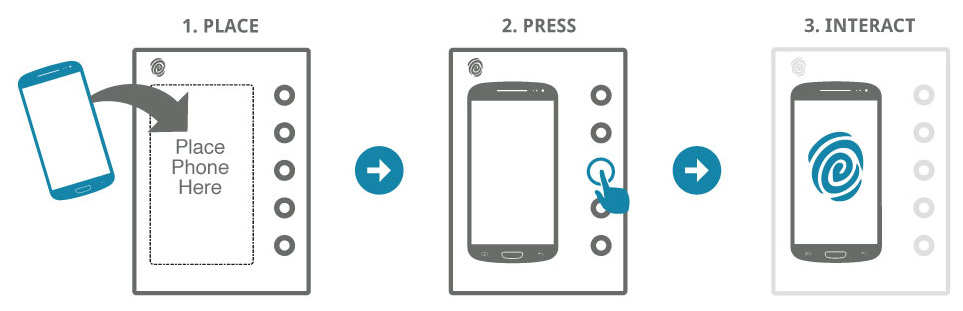 1. PLACE
2. PRESS
3. INTERACT
Place
Phone
Here